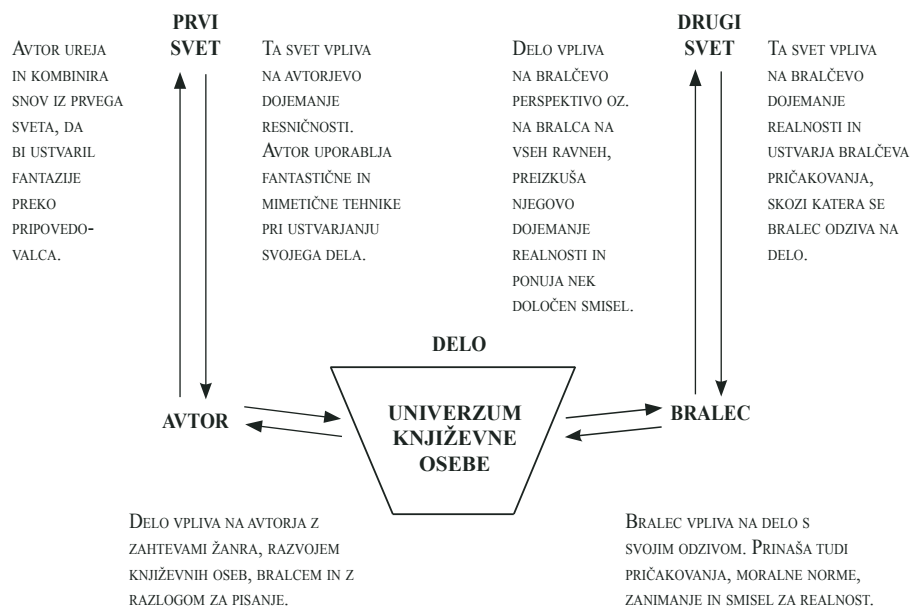 PRVI
SVET
AVTOR UREJA
IN KOMBINIRA
SNOV IZ PRVEGA
SVETA, DA
BI USTVARIL
FANTAZIJE
PREKO
PRIPOVEDO-
VALCA.
TA SVET VPLIVA
NA AVTORJEVO
DOJEMANJE
RESNIČNOSTI.
AVTOR UPORABLJA
FANTASTIČNE IN
MIMETIČNE TEHNIKE
PRI USTVARJANJU
SVOJEGA DELA.
DRUGI
SVET
DELO VPLIVA
NA BRALČEVO
PERSPEKTIVO OZ.
NA BRALCA NA
VSEH RAVNEH,
PREIZKUŠA
NJEGOVO
DOJEMANJE
REALNOSTI IN
PONUJA NEK
DOLOČEN SMISEL.
TA SVET VPLIVA
NA BRALČEVO
DOJEMANJE
REALNOSTI IN
USTVARJA BRALČEVA
PRIČAKOVANJA,
SKOZI KATERA SE
BRALEC ODZIVA NA
DELO.
DELO
AVTOR
UNIVERZUM
KNJIŽEVNE
OSEBE
BRALEC
DELO VPLIVA NA AVTORJA Z
ZAHTEVAMI ŽANRA, RAZVOJEM
KNJIŽEVNIH OSEB, BRALCEM IN Z
RAZLOGOM ZA PISANJE.
BRALEC VPLIVA NA DELO S
SVOJIM ODZIVOM. PRINAŠA TUDI
PRIČAKOVANJA, MORALNE NORME,
ZANIMANJE IN SMISEL ZA REALNOST.